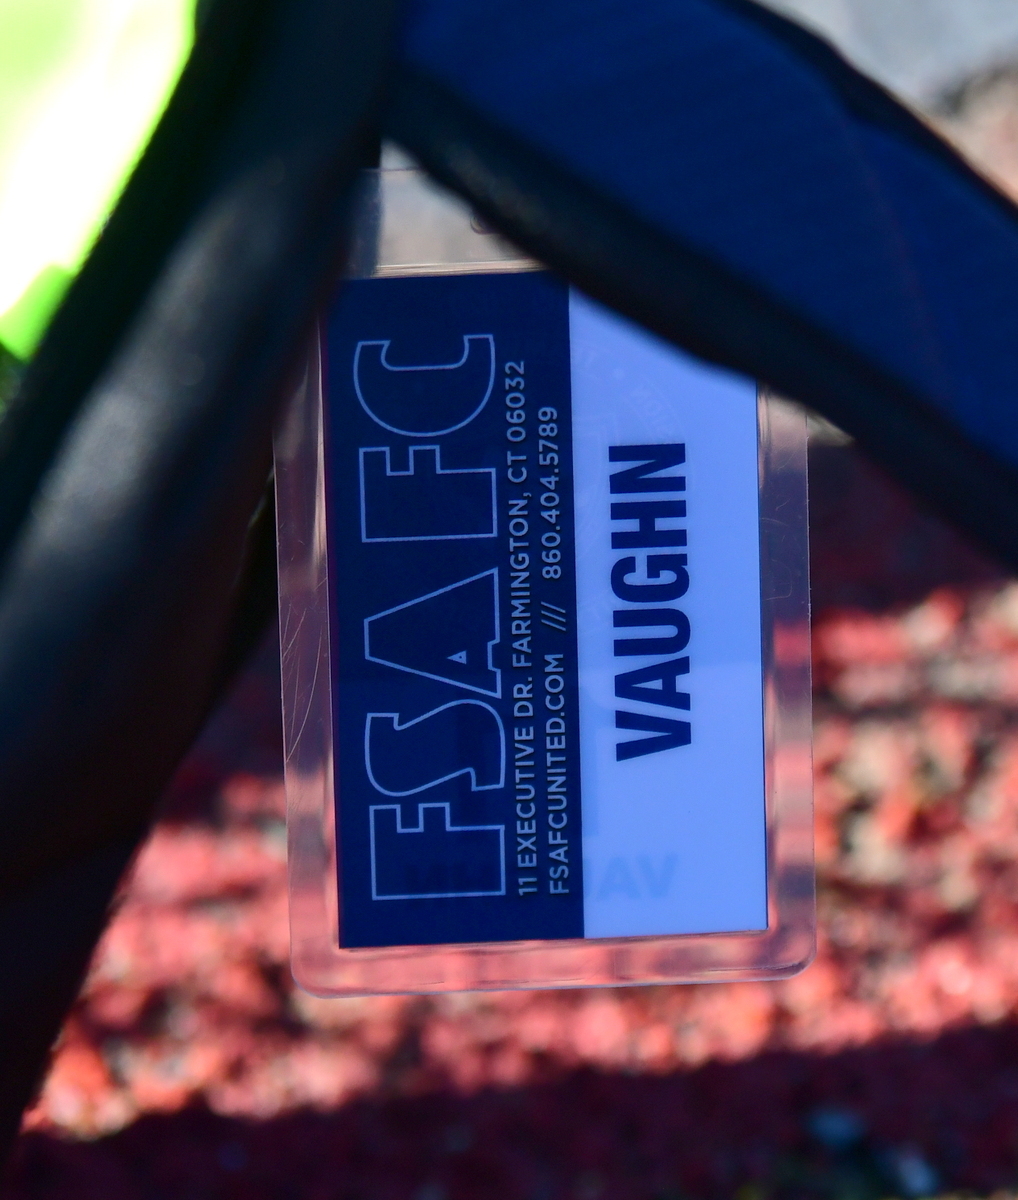 FSA FC
11 EXECUTIVE DR. FARMINGTON, CT 06032
FSAFCUNITED.COM /// 860.404.5789
VAUGHN